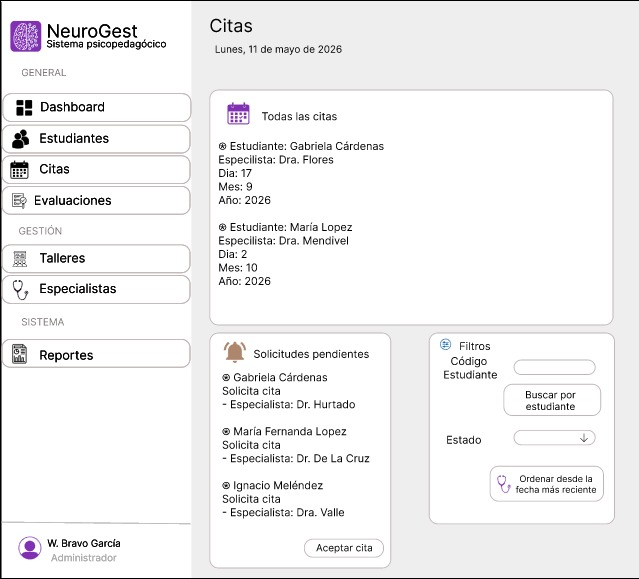 NeuroGest
Sistema psicopedagócico
GENERAL
Dashboard
Estudiantes
Citas
Evaluaciones
GESTIÓN
Talleres
Especialistas
SISTEMA
Reportes
W. Bravo García
Administrador
Citas
Lunes, 11 de mayo de 2026
Todas las citas
Estudiante: Gabriela Cárdenas
Especilista: Dra. Flores
Dia: 17
Mes: 9
Año: 2026
Estudiante: María Lopez
Especilista: Dra. Mendivel
Dia: 2
Mes: 10
Año: 2026
Solicitudes pendientes
Gabriela Cárdenas
Solicita cita
- Especialista: Dr. Hurtado
María Fernanda Lopez
Solicita cita
- Especialista: Dr. De La Cruz
Ignacio Meléndez
Solicita cita
- Especialista: Dra. Valle
Aceptar cita
Filtros
Código
Estudiante
Buscar por
estudiante
Estado
Ordenar desde la
fecha más reciente